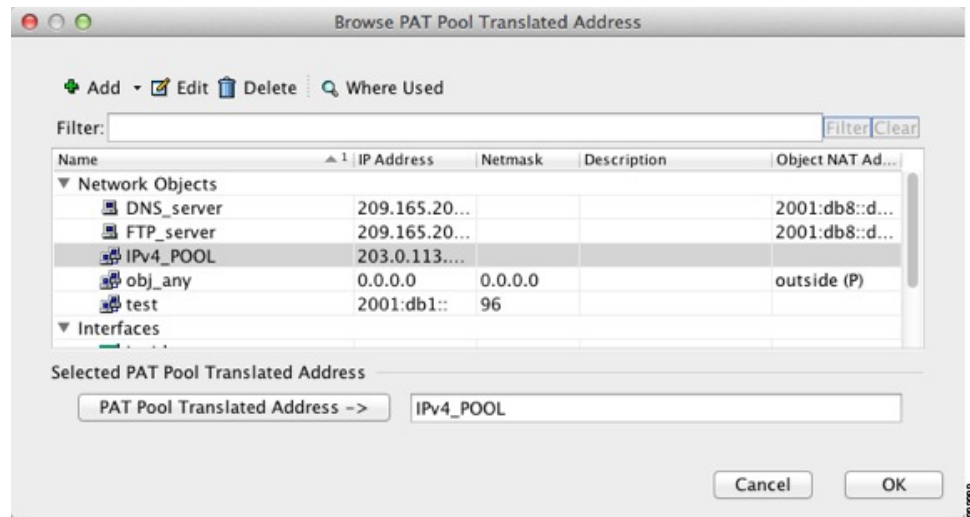 Browse PAT Pool Translated Address
Add Edit Delete Where Used
Filter: Filter Clear
Name 1 IP Address Netmask Description Object NAT Ad...
Network Objects
DNS_server 209.165.20... 2001:db8::d...
FTP_server 209.165.20... 2001:db8::d...
IPv4_POOL 203.0.113....
obj_any 0.0.0.0 0.0.0.0 outside (P)
test 2001:db1:: 96
Interfaces
Selected PAT Pool Translated Address
PAT Pool Translated Address -> IPv4_POOL
Cancel OK